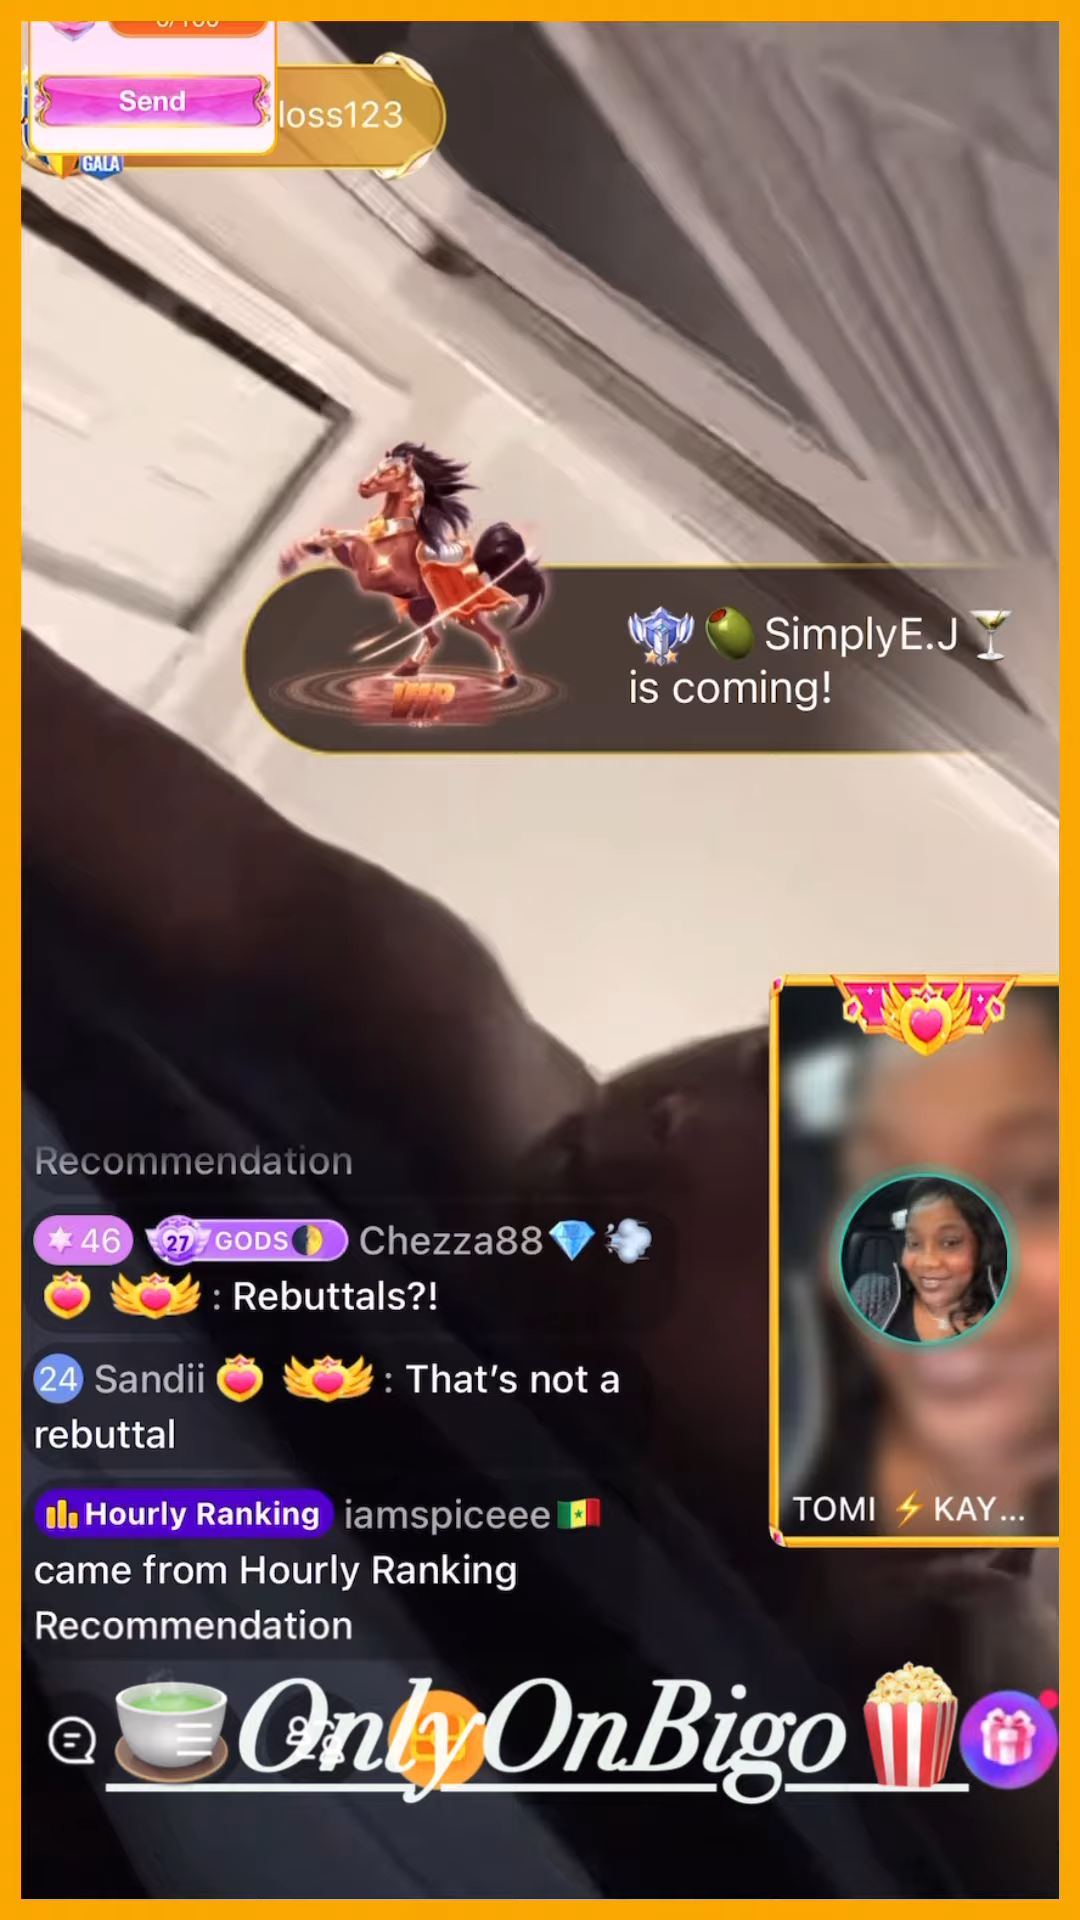 Send
loss123
GALA
SimplyE.J
is coming!
VIP
Recommendation
46 27 GODS Chezza88
: Rebuttals?!
24 Sandii : That's not a
rebuttal
Hourly Ranking iamspiceee
came from Hourly Ranking
Recommendation
TOMI ⚡ KAY...
OnlyOnBigo